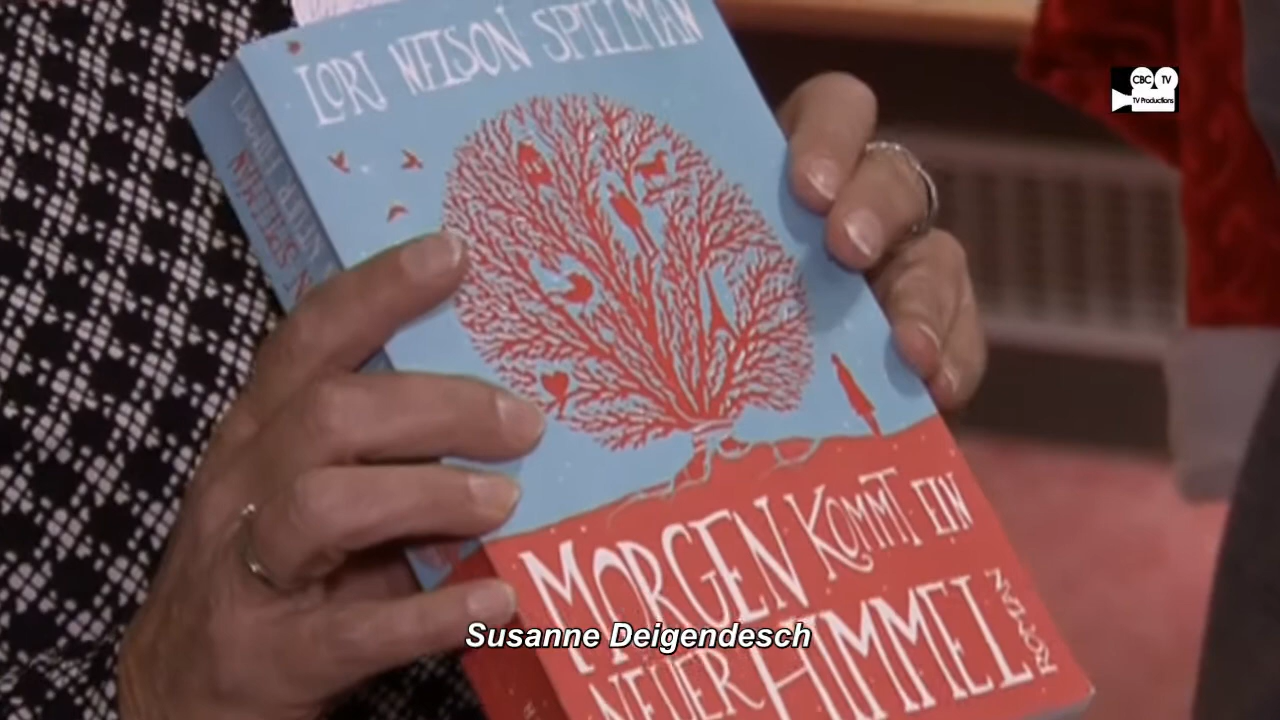 LORI NELSON SPIELMAN
CBC TV
TV Productions
MORGEN KOMMT EIN
NEUER HIMMEL
ROMAN
Susanne Deigendesch